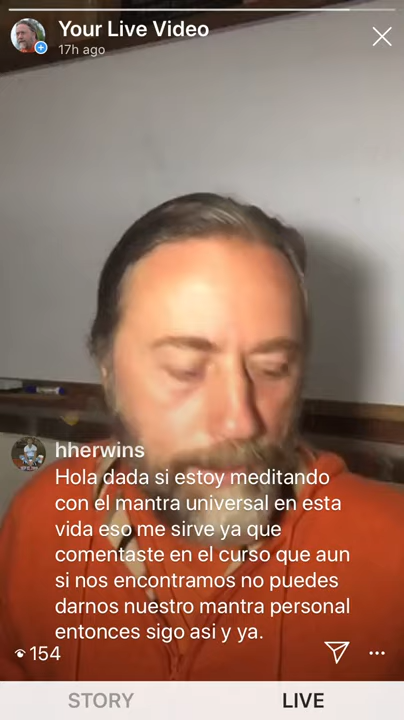 Your Live Video
17h ago
hherwins
Hola dada si estoy meditando
con el mantra universal en esta
vida eso me sirve ya que
comentaste en el curso que aun
si nos encontramos no puedes
darnos nuestro mantra personal
entonces sigo asi y ya.
154
STORY
LIVE